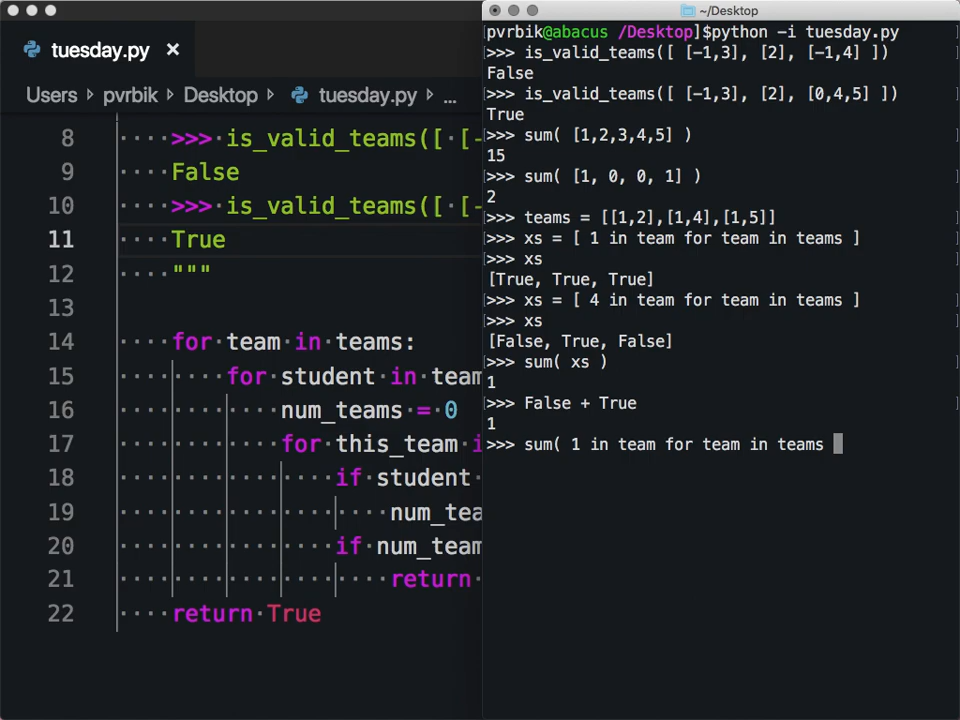 tuesday.py ×
Users > pvrbik > Desktop > tuesday.py > ...
8 ····>>>·is_valid_teams([·[-
9 ····False
10 ····>>>·is_valid_teams([·[-
11 ····True
12 ····"""
13
14 ····for·team·in·teams:
15 ········for·student·in·team
16 ············num_teams·=·0
17 ············for·this_team·i
18 ················if·student·
19 ····················num_tea
20 ················if·num_team
21 ····················return·
22 ····return·True
~/Desktop
[pvrbik@abacus /Desktop]$python -i tuesday.py
>>> is_valid_teams([ [-1,3], [2], [-1,4] ])
False
>>> is_valid_teams([ [-1,3], [2], [0,4,5] ])
True
>>> sum( [1,2,3,4,5] )
15
>>> sum( [1, 0, 0, 1] )
2
>>> teams = [[1,2],[1,4],[1,5]]
>>> xs = [ 1 in team for team in teams ]
>>> xs
[True, True, True]
>>> xs = [ 4 in team for team in teams ]
>>> xs
[False, True, False]
>>> sum( xs )
1
>>> False + True
1
>>> sum( 1 in team for team in teams